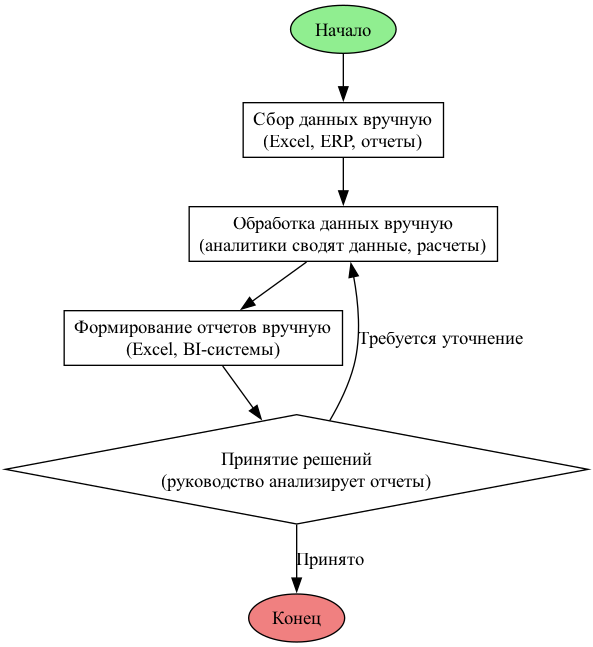 Начало
Сбор данных вручную
(Excel, ERP, отчеты)
Обработка данных вручную
(аналитики сводят данные, расчеты)
Формирование отчетов вручную
(Excel, BI-системы)
Требуется уточнение
Принятие решений
(руководство анализирует отчеты)
Принято
Конец